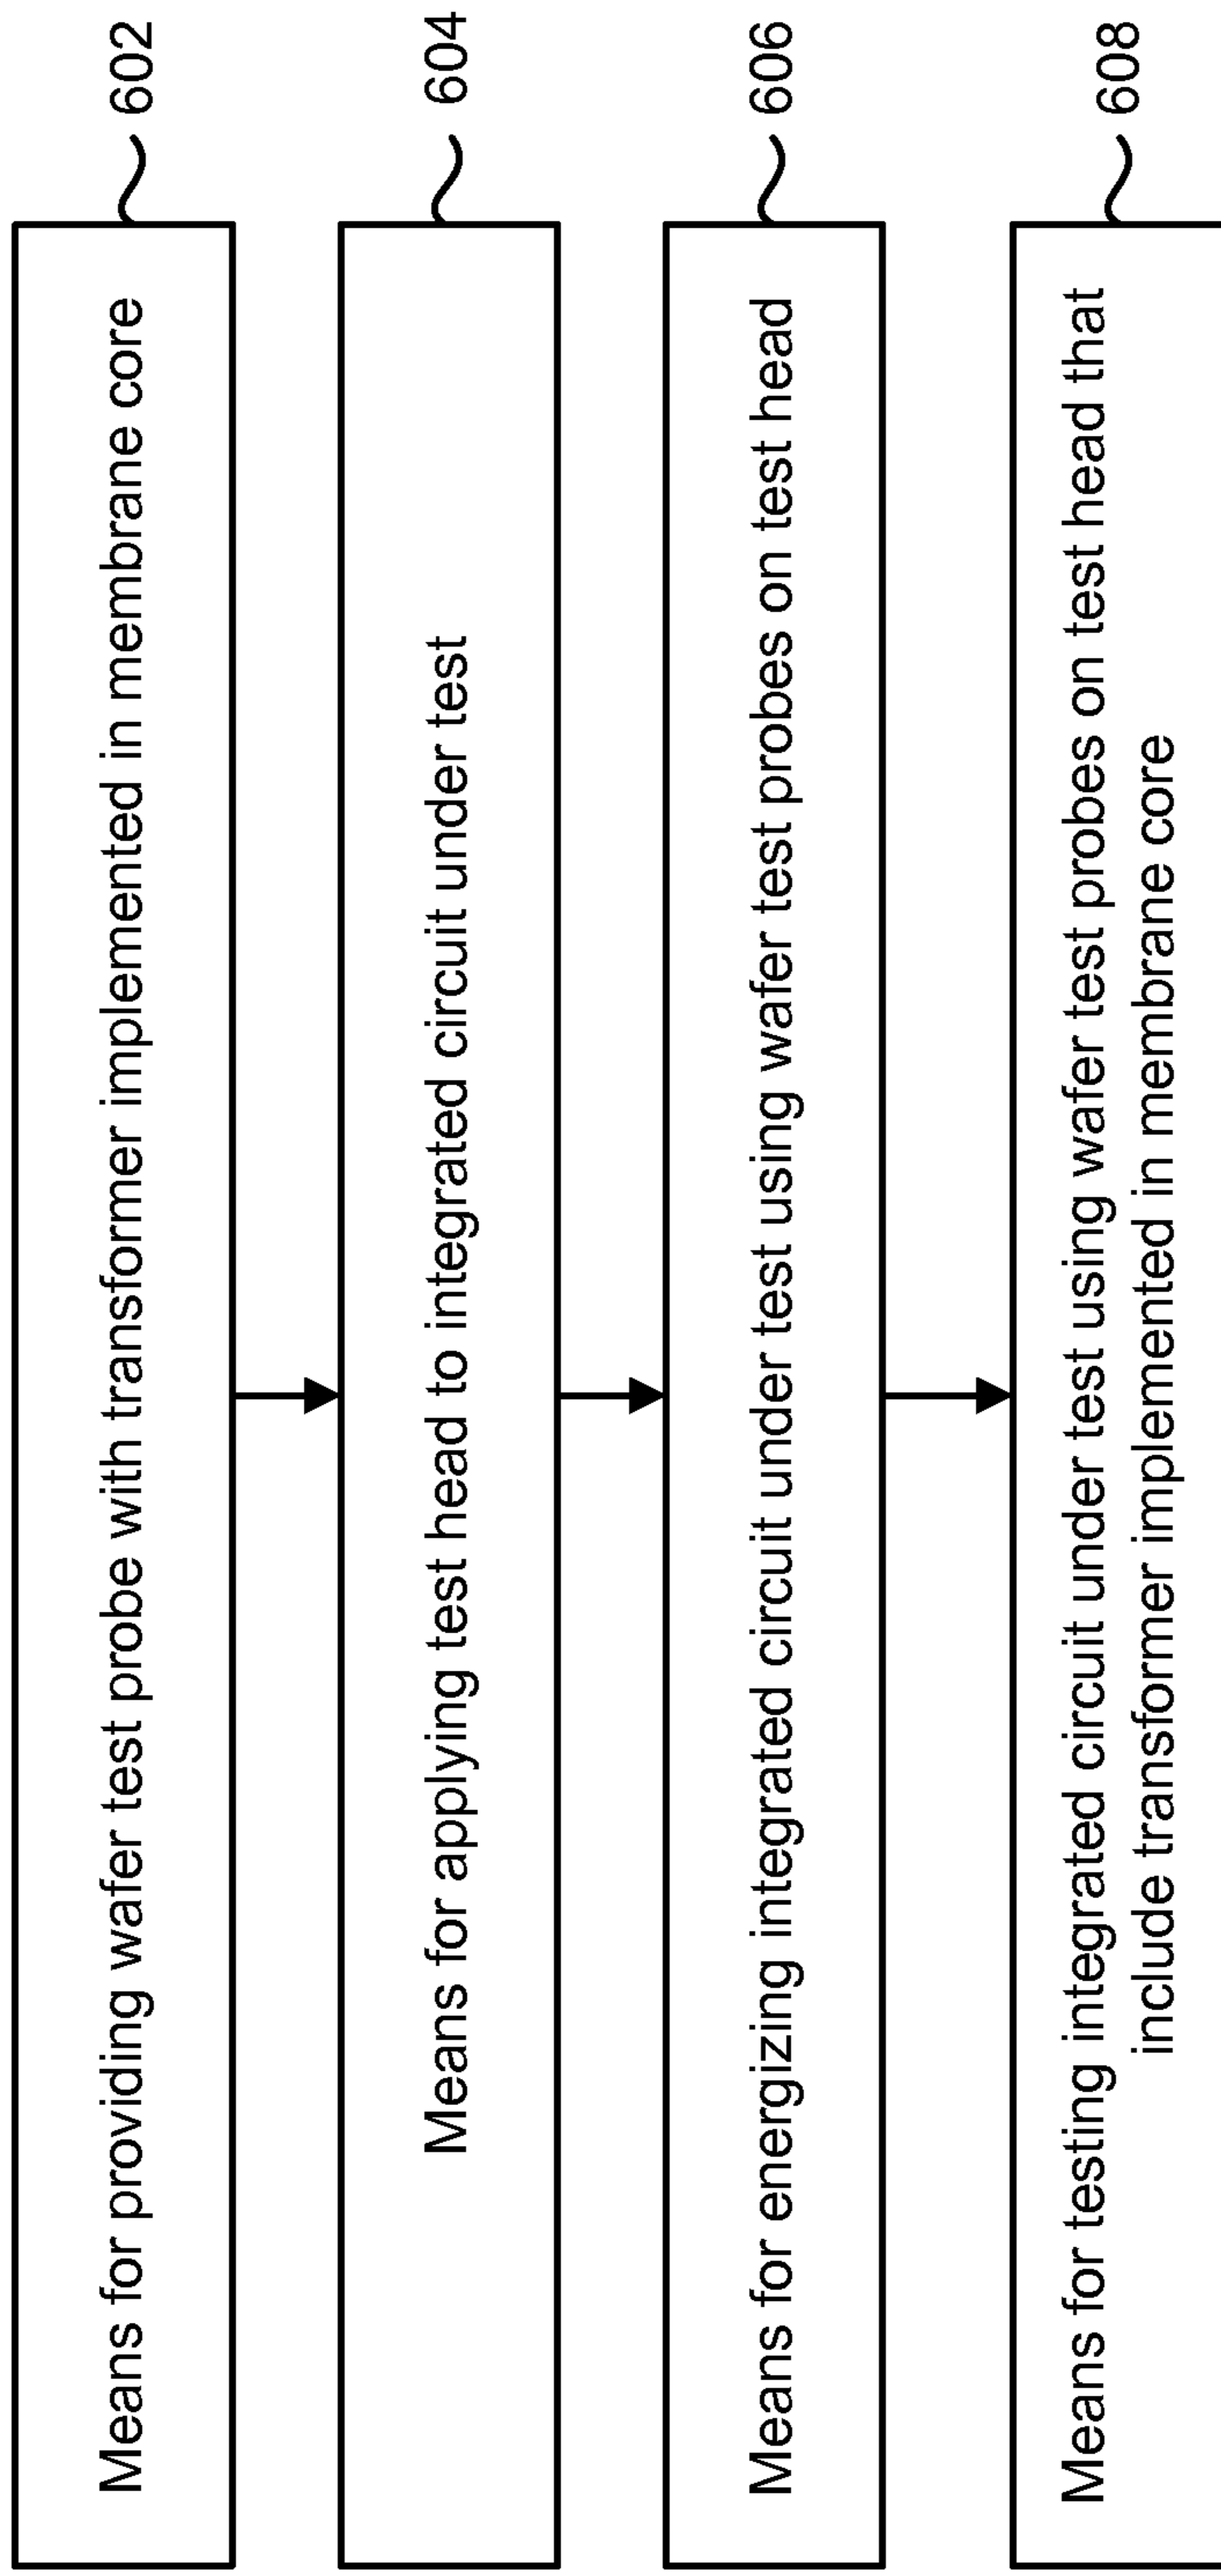 Means for providing wafer test probe with transformer implemented in membrane core
602
Means for applying test head to integrated circuit under test
604
Means for energizing integrated circuit under test using wafer test probes on test head
606
Means for testing integrated circuit under test using wafer test probes on test head that
include transformer implemented in membrane core
608